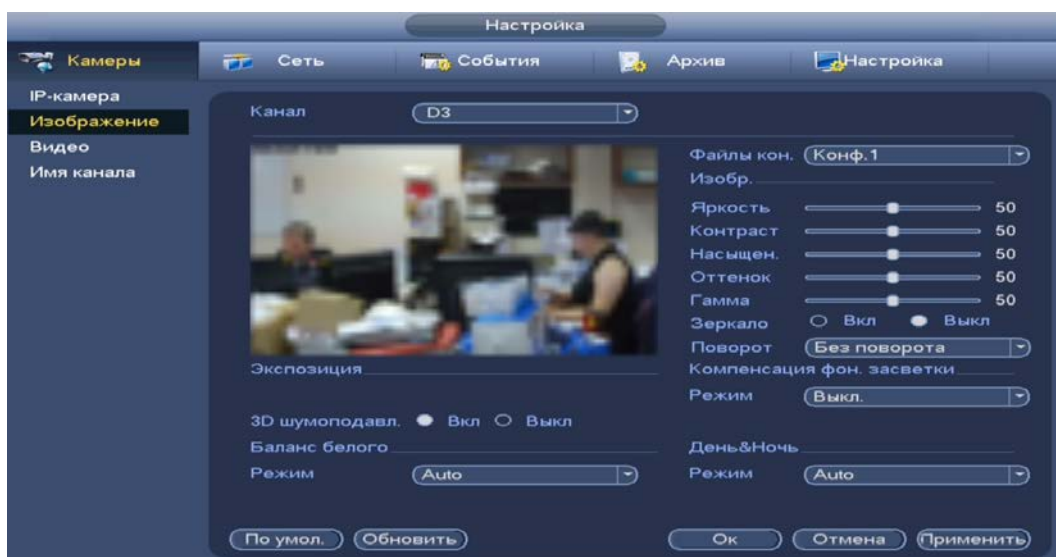 Настройка
Камеры Сеть События Архив Настройка
IP-камера
Изображение
Видео
Имя канала
Канал D3
Файлы кон. Конф.1
Изобр.
Яркость 50
Контраст 50
Насыщен. 50
Оттенок 50
Гамма 50
Зеркало Вкл Выкл
Поворот Без поворота
Экспозиция
Компенсация фон. засветки
Режим Выкл.
3D шумоподавл. Вкл Выкл
Баланс белого
День&Ночь
Режим Auto
Режим Auto
По умол. Обновить Ок Отмена Применить